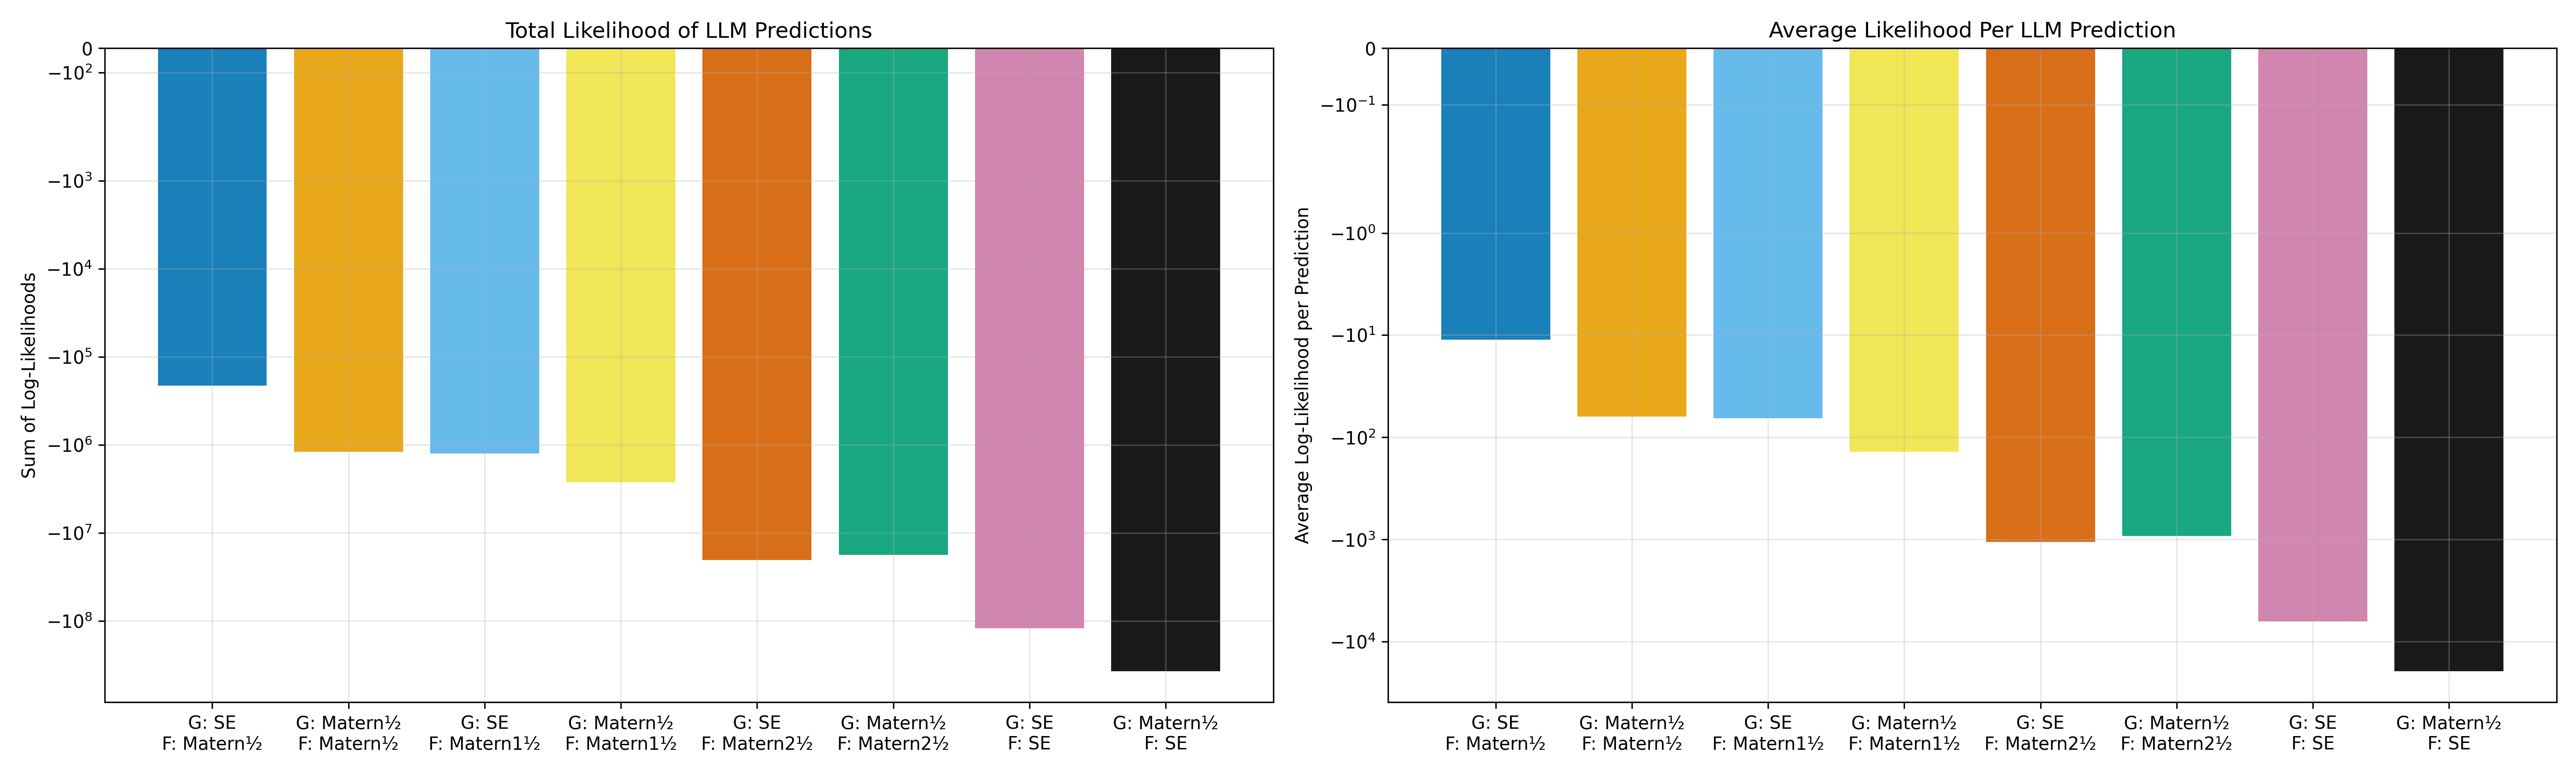 Total Likelihood of LLM Predictions
Sum of Log-Likelihoods
0
−10²
−10³
−10⁴
−10⁵
−10⁶
−10⁷
−10⁸
G: SE
F: Matern½
G: Matern½
F: Matern½
G: SE
F: Matern1½
G: Matern½
F: Matern1½
G: SE
F: Matern2½
G: Matern½
F: Matern2½
G: SE
F: SE
G: Matern½
F: SE
Average Likelihood Per LLM Prediction
Average Log-Likelihood per Prediction
0
−10⁻¹
−10⁰
−10¹
−10²
−10³
−10⁴
G: SE
F: Matern½
G: Matern½
F: Matern½
G: SE
F: Matern1½
G: Matern½
F: Matern1½
G: SE
F: Matern2½
G: Matern½
F: Matern2½
G: SE
F: SE
G: Matern½
F: SE